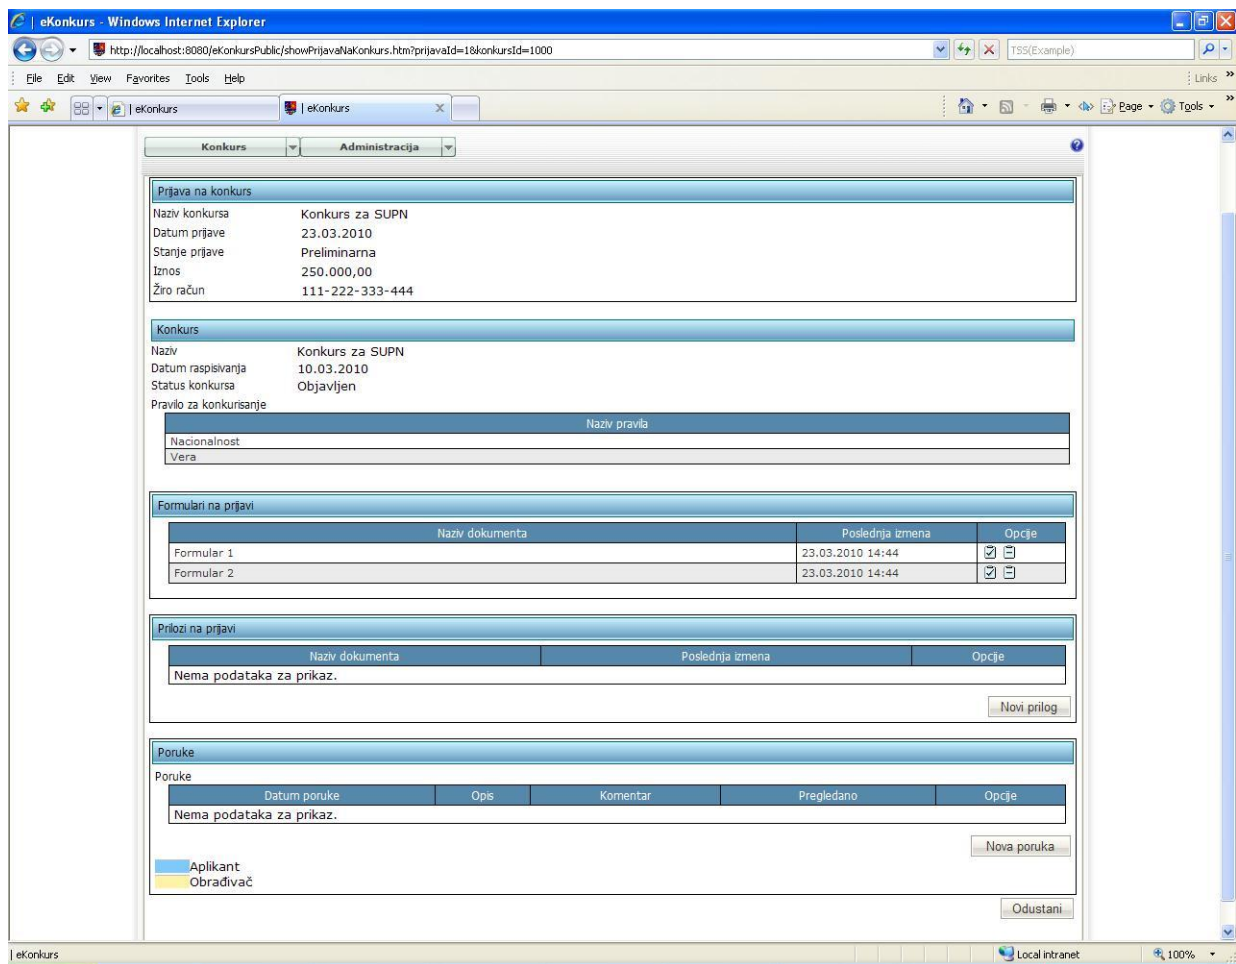 | eKonkurs - Windows Internet Explorer
http://localhost:8080/eKonkursPublic/showPrijavaNaKonkurs.htm?prijavaId=1&konkursId=1000
TSS(Example)
File Edit View Favorites Tools Help
Links »
| eKonkurs
| eKonkurs
Page
Tools
»
Konkurs
Administracija
Prijava na konkurs
Naziv konkursa Konkurs za SUPN
Datum prijave 23.03.2010
Stanje prijave Preliminarna
Iznos 250.000,00
Žiro račun 111-222-333-444
Konkurs
Naziv Konkurs za SUPN
Datum raspisivanja 10.03.2010
Status konkursa Objavljen
Pravilo za konkurisanje
Naziv pravila
Nacionalnost
Vera
Formulari na prijavi
Naziv dokumenta Poslednja izmena Opcije
Formular 1 23.03.2010 14:44
Formular 2 23.03.2010 14:44
Prilozi na prijavi
Naziv dokumenta Poslednja izmena Opcije
Nema podataka za prikaz.
Novi prilog
Poruke
Poruke
Datum poruke Opis Komentar Pregledano Opcije
Nema podataka za prikaz.
Nova poruka
Aplikant
Obrađivač
Odustani
| eKonkurs
Local intranet
100%